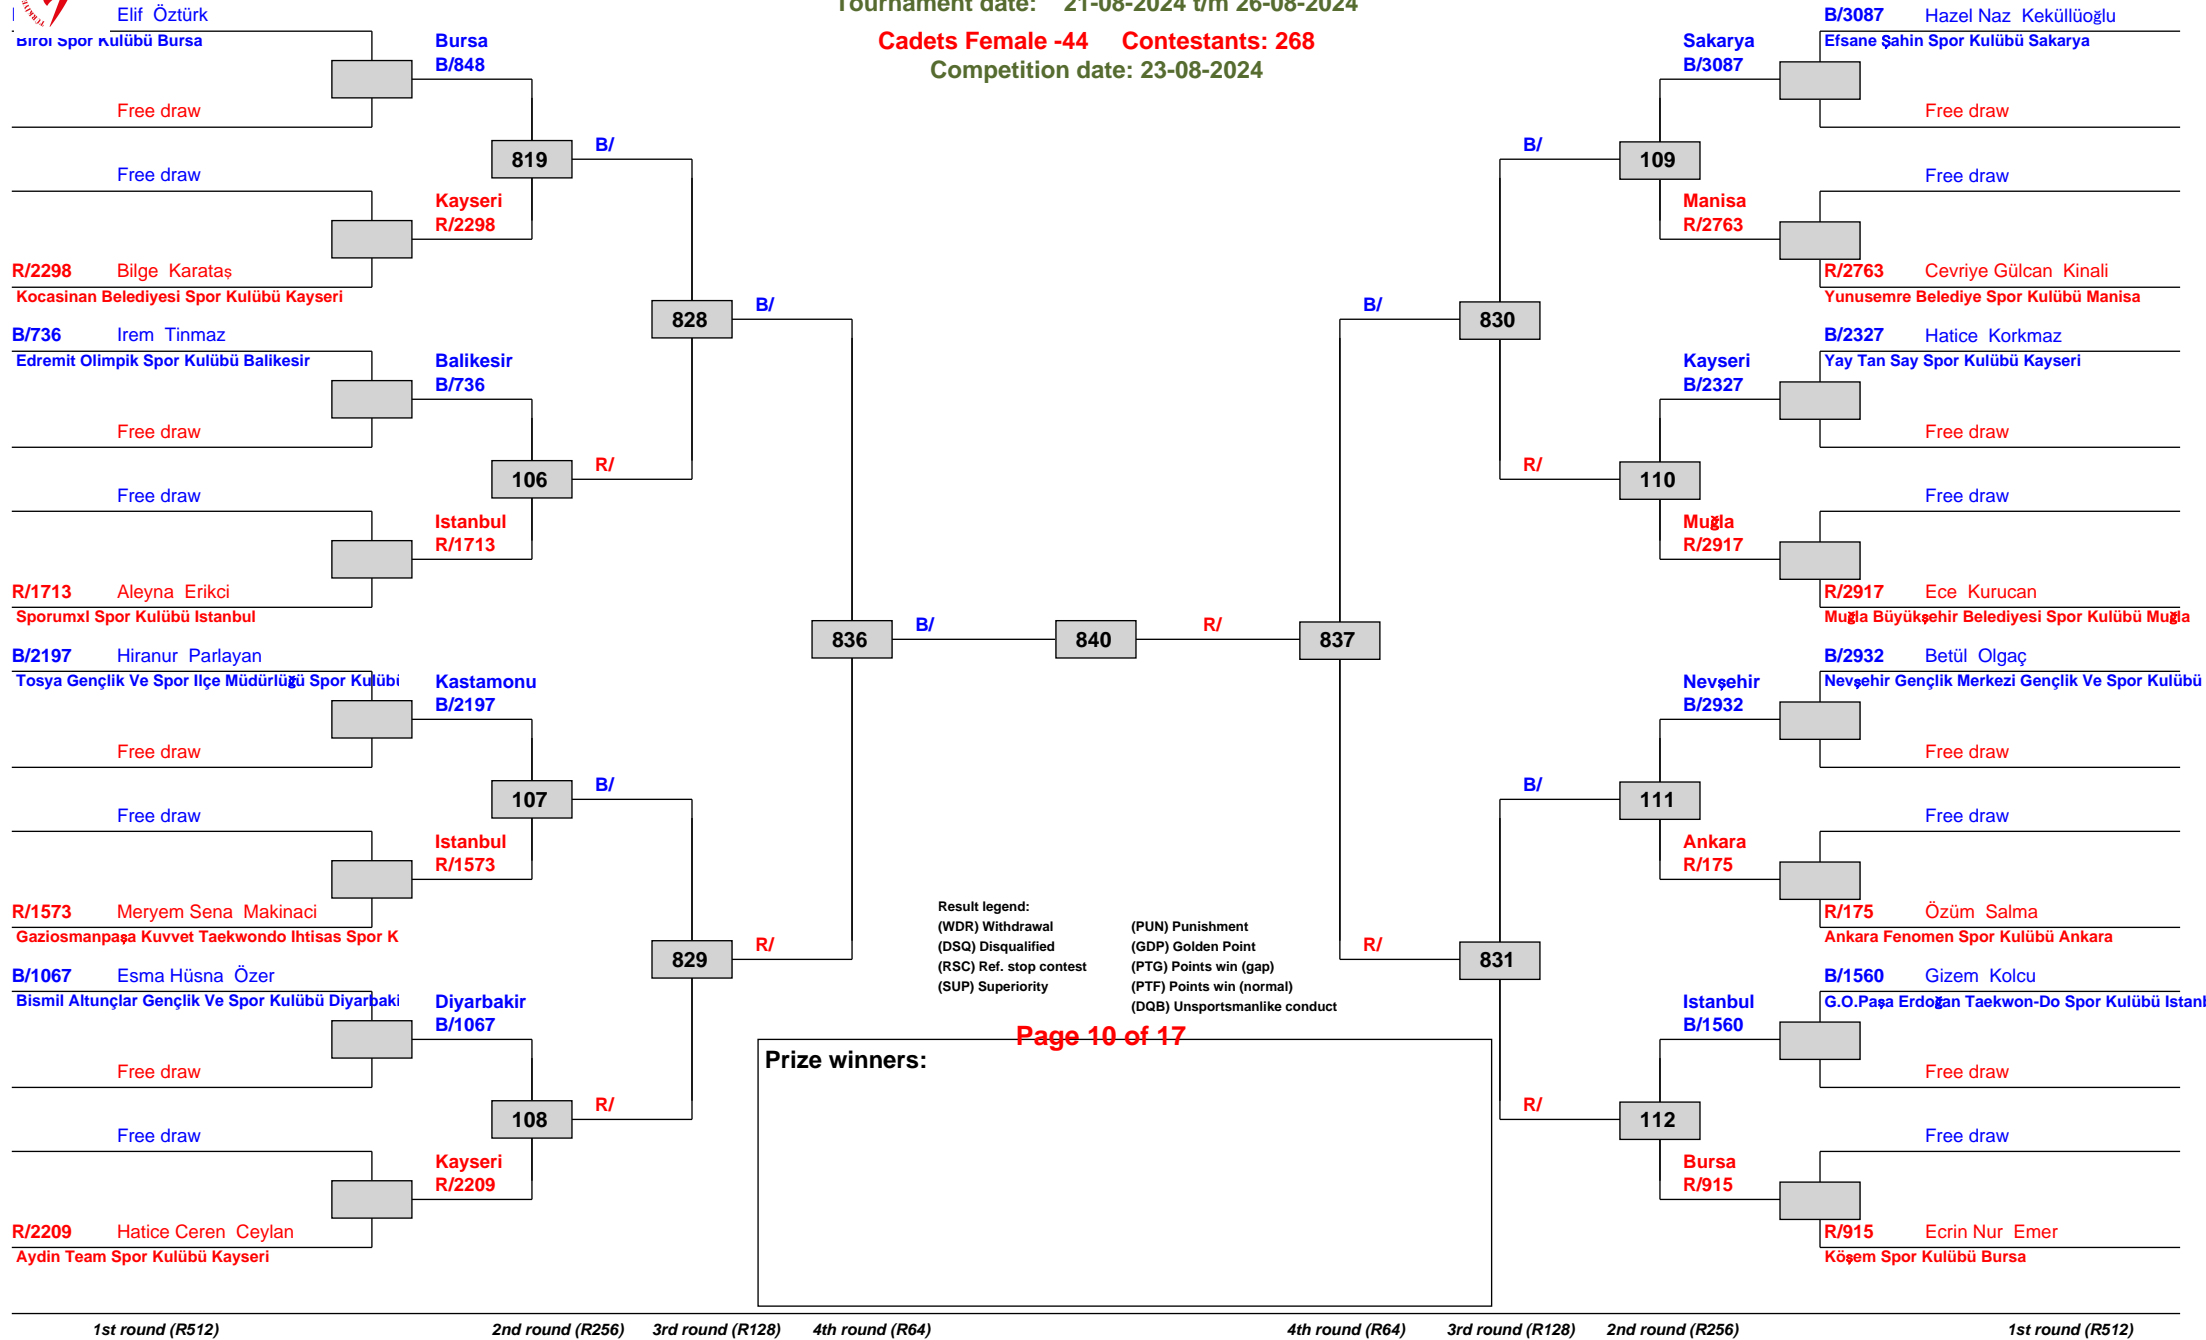 Tournament date: 21-08-2024 t/m 26-08-2024
Cadets Female -44 Contestants: 268
Competition date: 23-08-2024
Elif Öztürk
Birol Spor Kulübü Bursa
Bursa
B/848
Free draw
819
B/
Free draw
Kayseri
R/2298
R/2298 Bilge Karataş
Kocasinan Belediyesi Spor Kulübü Kayseri
828
B/
B/736 Irem Tinmaz
Edremit Olimpik Spor Kulübü Balikesir
Balikesir
B/736
Free draw
106
R/
Free draw
Istanbul
R/1713
R/1713 Aleyna Erikci
Sporumxl Spor Kulübü Istanbul
836
B/
840
R/
837
B/2197 Hiranur Parlayan
Tosya Gençlik Ve Spor Ilçe Müdürlüğü Spor Kulübü
Kastamonu
B/2197
Free draw
107
B/
Free draw
Istanbul
R/1573
R/1573 Meryem Sena Makinaci
Gaziosmanpaşa Kuvvet Taekwondo Ihtisas Spor K
829
R/
B/1067 Esma Hüsna Özer
Bismil Altunçlar Gençlik Ve Spor Kulübü Diyarbaki
Diyarbakir
B/1067
Free draw
108
R/
Free draw
Kayseri
R/2209
R/2209 Hatice Ceren Ceylan
Aydin Team Spor Kulübü Kayseri
B/3087 Hazel Naz Keküllüoğlu
Efsane Şahin Spor Kulübü Sakarya
Sakarya
B/3087
Free draw
B/
109
Free draw
Manisa
R/2763
R/2763 Cevriye Gülcan Kinali
Yunusemre Belediye Spor Kulübü Manisa
B/
830
B/2327 Hatice Korkmaz
Yay Tan Say Spor Kulübü Kayseri
Kayseri
B/2327
Free draw
R/
110
Free draw
Muğla
R/2917
R/2917 Ece Kurucan
Muğla Büyükşehir Belediyesi Spor Kulübü Muğla
B/2932 Betül Olgaç
Nevşehir Gençlik Merkezi Gençlik Ve Spor Kulübü
Nevşehir
B/2932
Free draw
B/
111
Free draw
Ankara
R/175
R/175 Özüm Salma
Ankara Fenomen Spor Kulübü Ankara
R/
831
B/1560 Gizem Kolcu
G.O.Paşa Erdoğan Taekwon-Do Spor Kulübü Istanb
Istanbul
B/1560
Free draw
R/
112
Free draw
Bursa
R/915
R/915 Ecrin Nur Emer
Köşem Spor Kulübü Bursa
Result legend:
(WDR) Withdrawal (PUN) Punishment
(DSQ) Disqualified (GDP) Golden Point
(RSC) Ref. stop contest (PTG) Points win (gap)
(SUP) Superiority (PTF) Points win (normal)
(DQB) Unsportsmanlike conduct
Page 10 of 17
Prize winners:
1st round (R512) 2nd round (R256) 3rd round (R128) 4th round (R64) 4th round (R64) 3rd round (R128) 2nd round (R256) 1st round (R512)